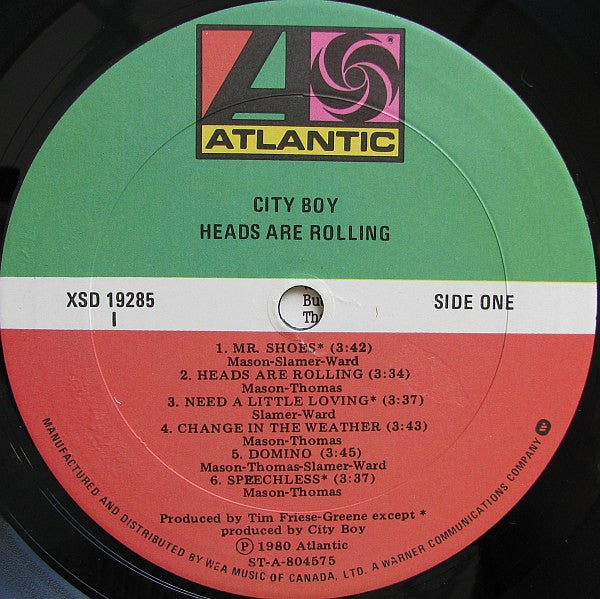 ATLANTIC
CITY BOY
HEADS ARE ROLLING
XSD 19285
I
SIDE ONE
Bu
Th
1. MR. SHOES* (3:42)
Mason-Slamer-Ward
2. HEADS ARE ROLLING (3:34)
Mason-Thomas
3. NEED A LITTLE LOVING* (3:37)
Slamer-Ward
4. CHANGE IN THE WEATHER (3:43)
Mason-Thomas
5. DOMINO (3:45)
Mason-Thomas-Slamer-Ward
6. SPEECHLESS* (3:37)
Mason-Thomas
Produced by Tim Friese-Greene except *
produced by City Boy
Ⓟ 1980 Atlantic
ST-A-804575
MANUFACTURED AND DISTRIBUTED BY WEA MUSIC OF CANADA, LTD. A WARNER COMMUNICATIONS COMPANY